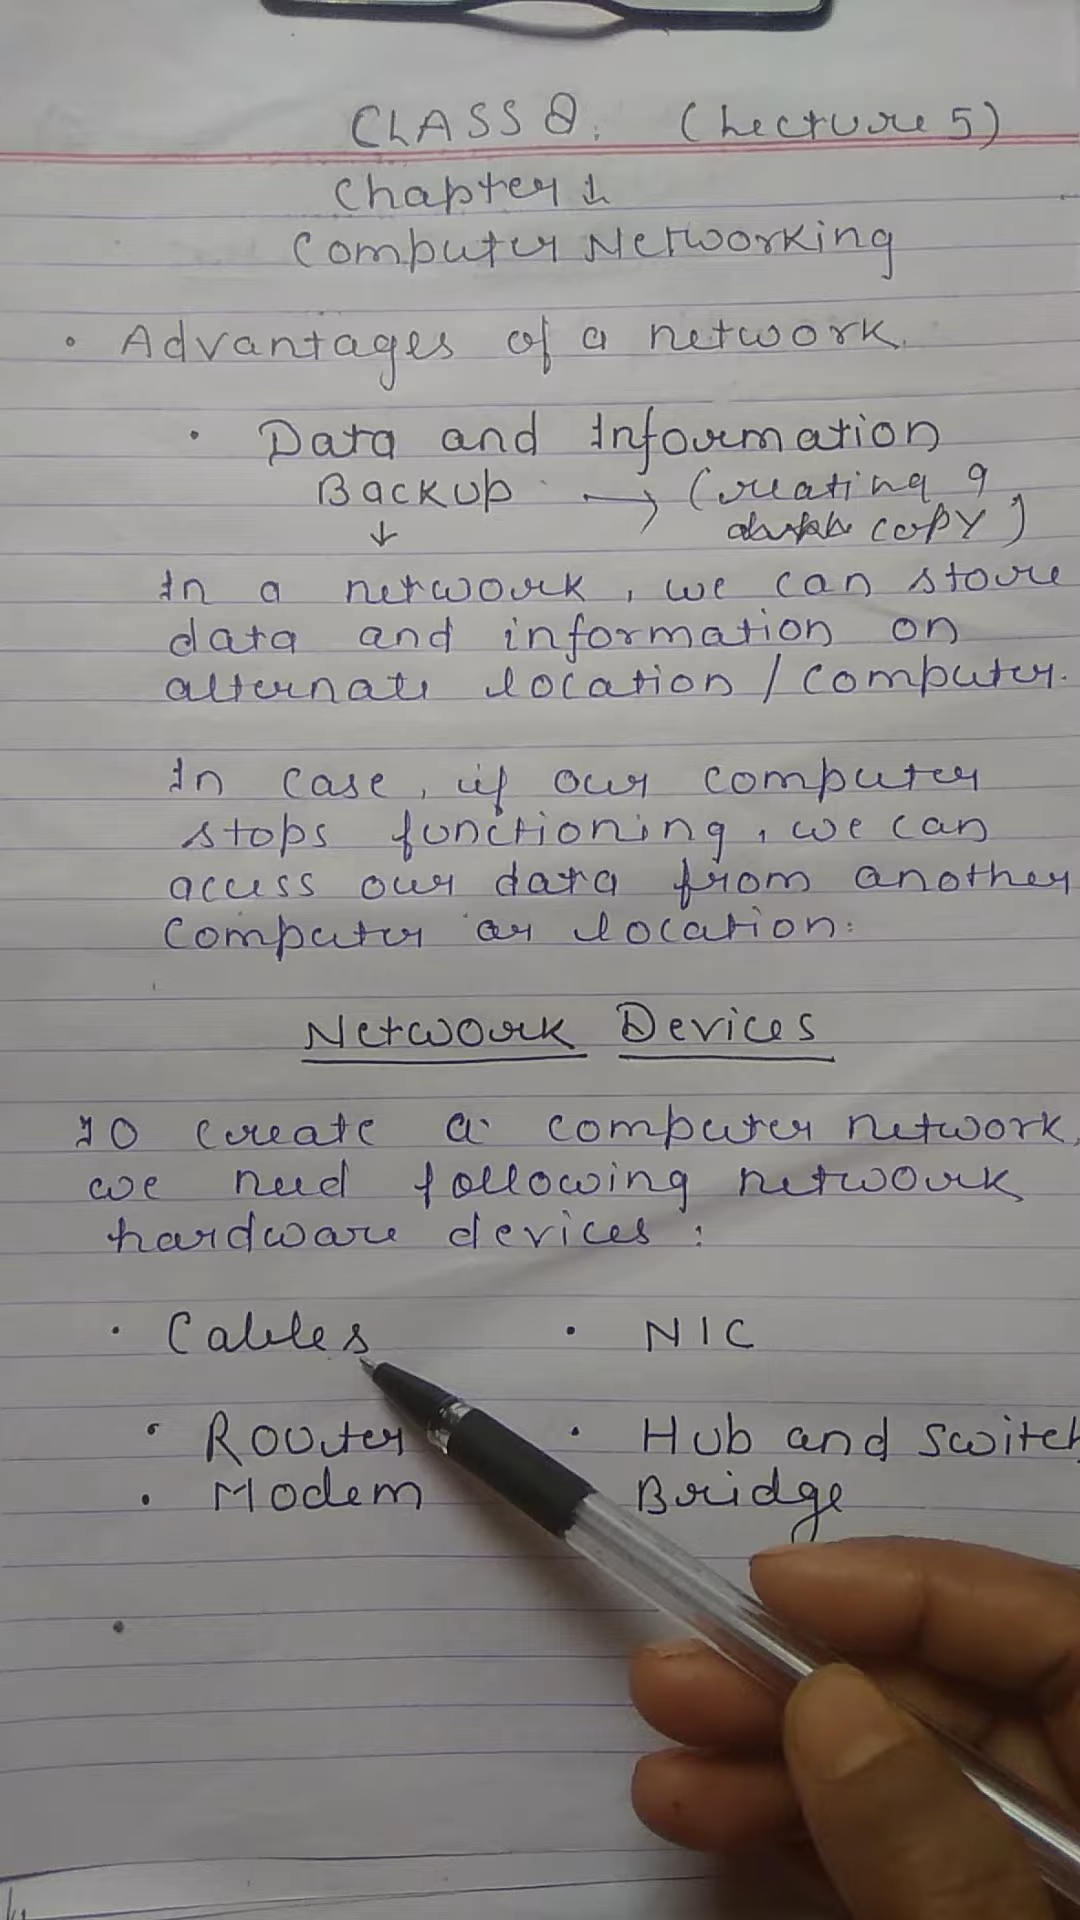 CLASS 8. (Lecture 5)
Chapter 1
Computer Networking
• Advantages of a network.
• Data and Information
Backup → (creating a
↓ copy)
In a network, we can store
data and information on
alternate location / computer.
In case, if our computer
stops functioning, we can
access our data from another
computer or location.
Network Devices
To create a computer network,
we need following network
hardware devices :
• Cables • NIC
• Router • Hub and Switch
• Modem Bridge